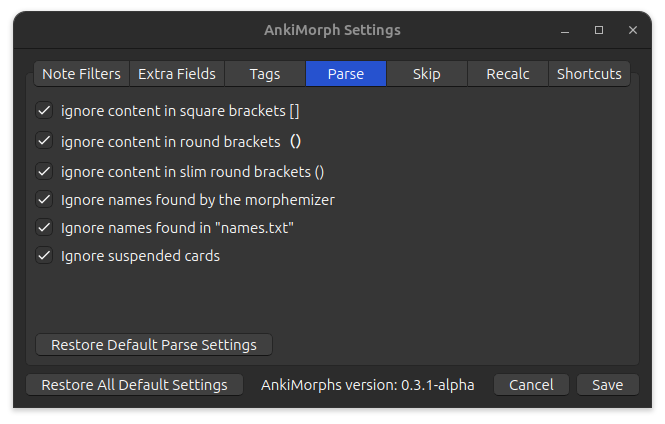 AnkiMorph Settings
Note Filters Extra Fields Tags Parse Skip Recalc Shortcuts
ignore content in square brackets []
ignore content in round brackets （)
ignore content in slim round brackets ()
Ignore names found by the morphemizer
Ignore names found in "names.txt"
Ignore suspended cards
Restore Default Parse Settings
Restore All Default Settings AnkiMorphs version: 0.3.1-alpha Cancel Save